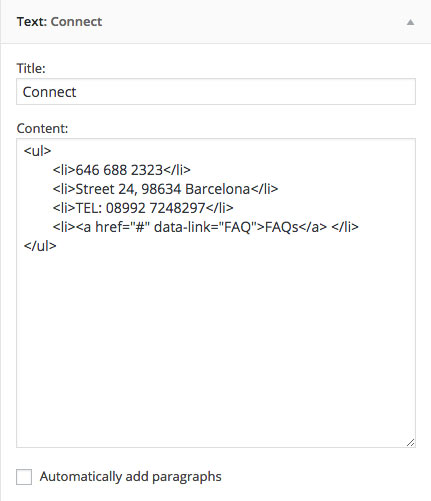 Text: Connect
Title:
Connect
Content:
<ul>
<li>646 688 2323</li>
<li>Street 24, 98634 Barcelona</li>
<li>TEL: 08992 7248297</li>
<li><a href="#" data-link="FAQ">FAQs</a> </li>
</ul>
Automatically add paragraphs